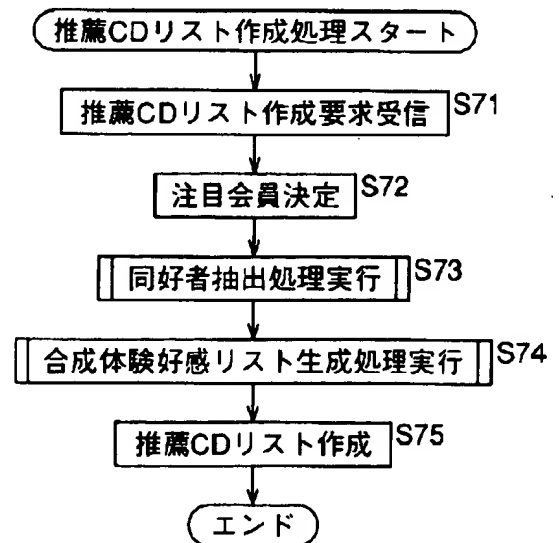 推薦CDリスト作成処理スタート
推薦CDリスト作成要求受信 S71
注目会員決定 S72
同好者抽出処理実行 S73
合成体験好感リスト生成処理実行 S74
推薦CDリスト作成 S75
エンド